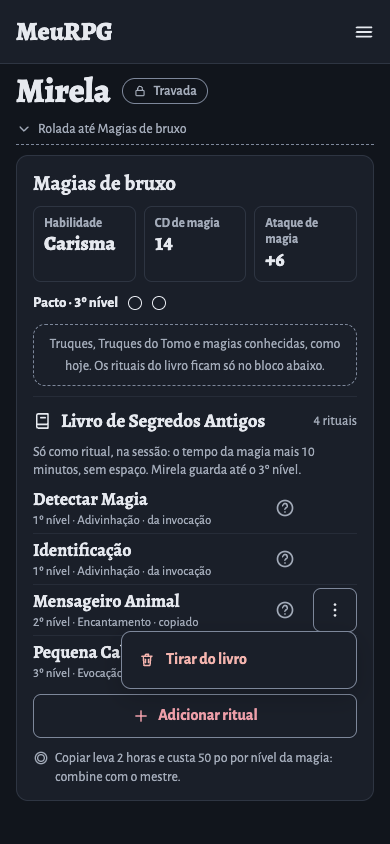 MeuRPG
Mirela
Travada
Rolada até Magias de bruxo
Magias de bruxo
Habilidade
Carisma
CD de magia
14
Ataque de
magia
+6
Pacto · 3º nível
Truques, Truques do Tomo e magias conhecidas, como
hoje. Os rituais do livro ficam só no bloco abaixo.
Livro de Segredos Antigos
4 rituais
Só como ritual, na sessão: o tempo da magia mais 10
minutos, sem espaço. Mirela guarda até o 3º nível.
Detectar Magia
1º nível · Adivinhação · da invocação
Identificação
1º nível · Adivinhação · da invocação
Mensageiro Animal
2º nível · Encantamento · copiado
Pequena
3º nível · Evocação
Tirar do livro
Adicionar ritual
Copiar leva 2 horas e custa 50 po por nível da magia:
combine com o mestre.